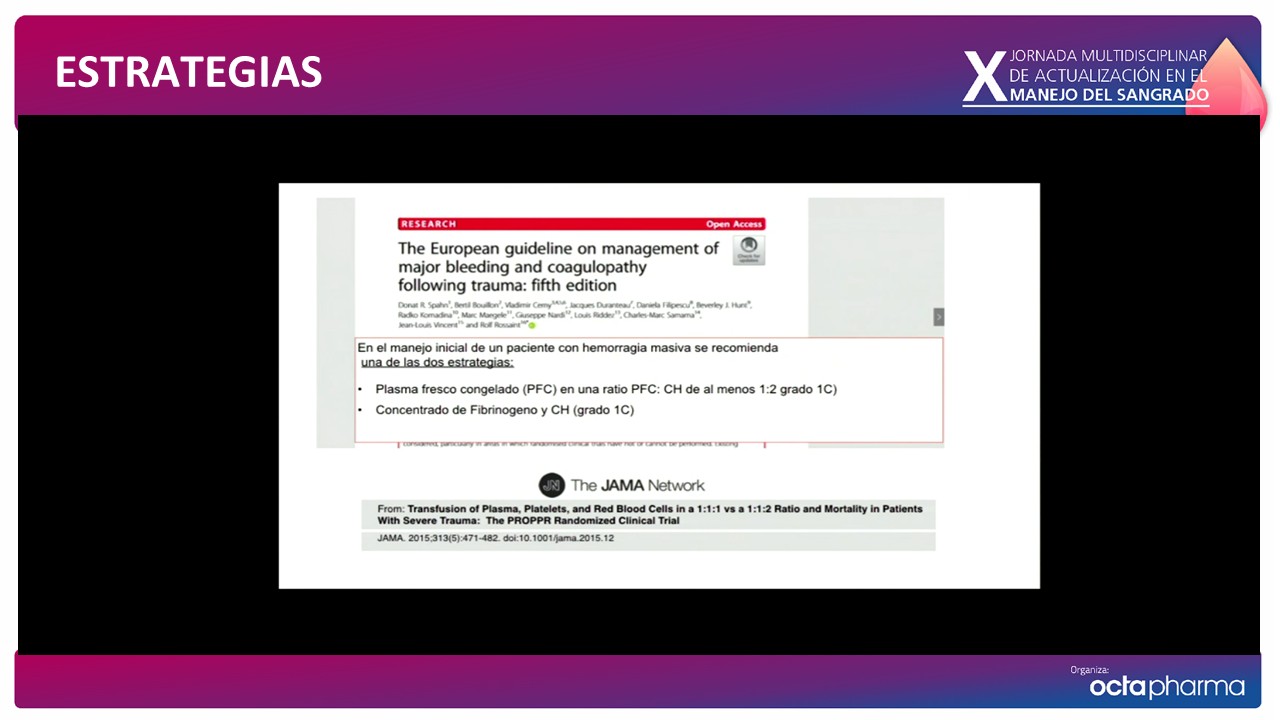 ESTRATEGIAS
X JORNADA MULTIDISCIPLINAR
DE ACTUALIZACIÓN EN EL
MANEJO DEL SANGRADO
RESEARCH Open Access
The European guideline on management of
major bleeding and coagulopathy
following trauma: fifth edition
Check for
updates
Donat R. Spahn, Bertil Bouillon, Vladimir Cerny, Jacques Duranteau, Daniela Filipescu, Beverley J. Hunt,
Radko Komadina, Marc Maegele, Giuseppe Nardi, Louis Riddez, Charles-Marc Samama,
Jean-Louis Vincent and Rolf Rossaint
En el manejo inicial de un paciente con hemorragia masiva se recomienda
una de las dos estrategias:
• Plasma fresco congelado (PFC) en una ratio PFC: CH de al menos 1:2 grado 1C)
• Concentrado de Fibrinogeno y CH (grado 1C)
considered, particularly in areas in which randomised clinical trials have not or cannot be performed.
JN The JAMA Network
From: Transfusion of Plasma, Platelets, and Red Blood Cells in a 1:1:1 vs a 1:1:2 Ratio and Mortality in Patients
With Severe Trauma: The PROPPR Randomized Clinical Trial
JAMA. 2015;313(5):471-482. doi:10.1001/jama.2015.12
Organiza:
octapharma